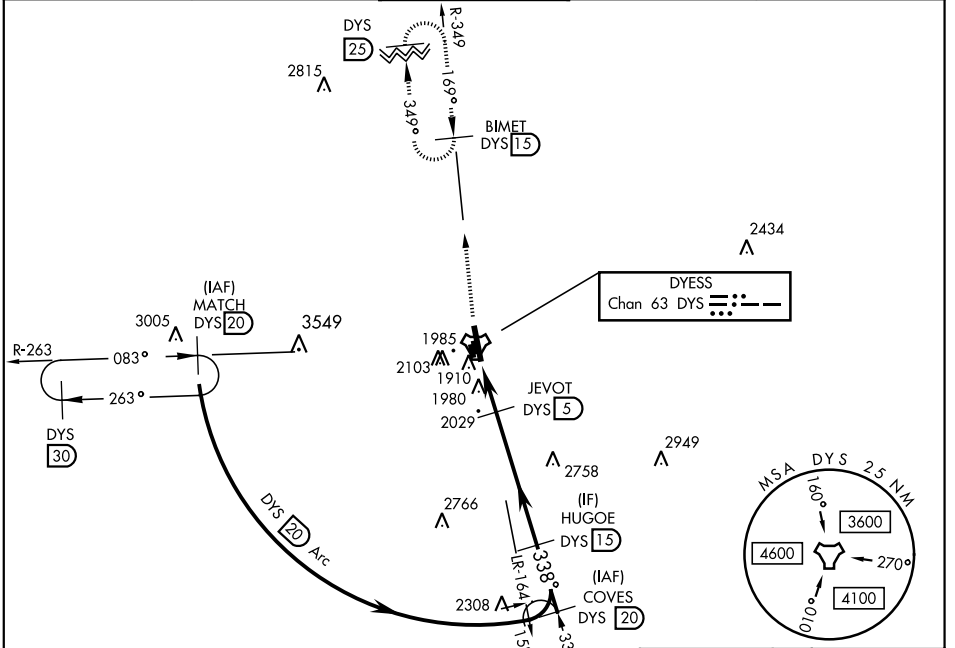 DYS
25
R-349
2815
169°
349°
BIMET
DYS 15
2434
DYESS
Chan 63 DYS
(IAF)
MATCH
DYS 20
3005
3549
R-263
083°
263°
DYS
30
1985
2103
1910
1980
2029
JEVOT
DYS 5
2949
2758
2766
(IF)
HUGOE
DYS 15
DYS 20 Arc
338°
LR-164
(IAF)
COVES
DYS 20
2308
MSA DYS 25 NM
160°
3600
4600
270°
4100
010°